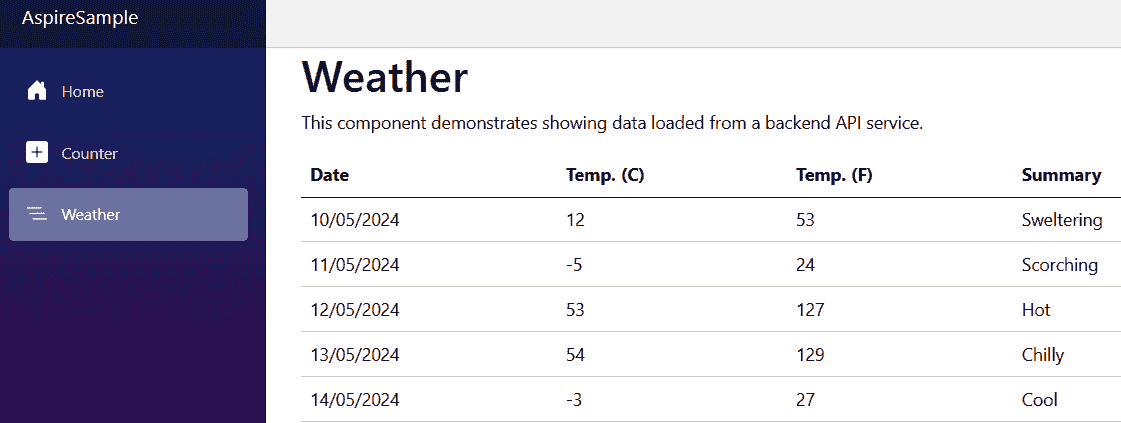 AspireSample
Home
Counter
Weather
Weather
This component demonstrates showing data loaded from a backend API service.
Date Temp. (C) Temp. (F) Summary
10/05/2024 12 53 Sweltering
11/05/2024 -5 24 Scorching
12/05/2024 53 127 Hot
13/05/2024 54 129 Chilly
14/05/2024 -3 27 Cool